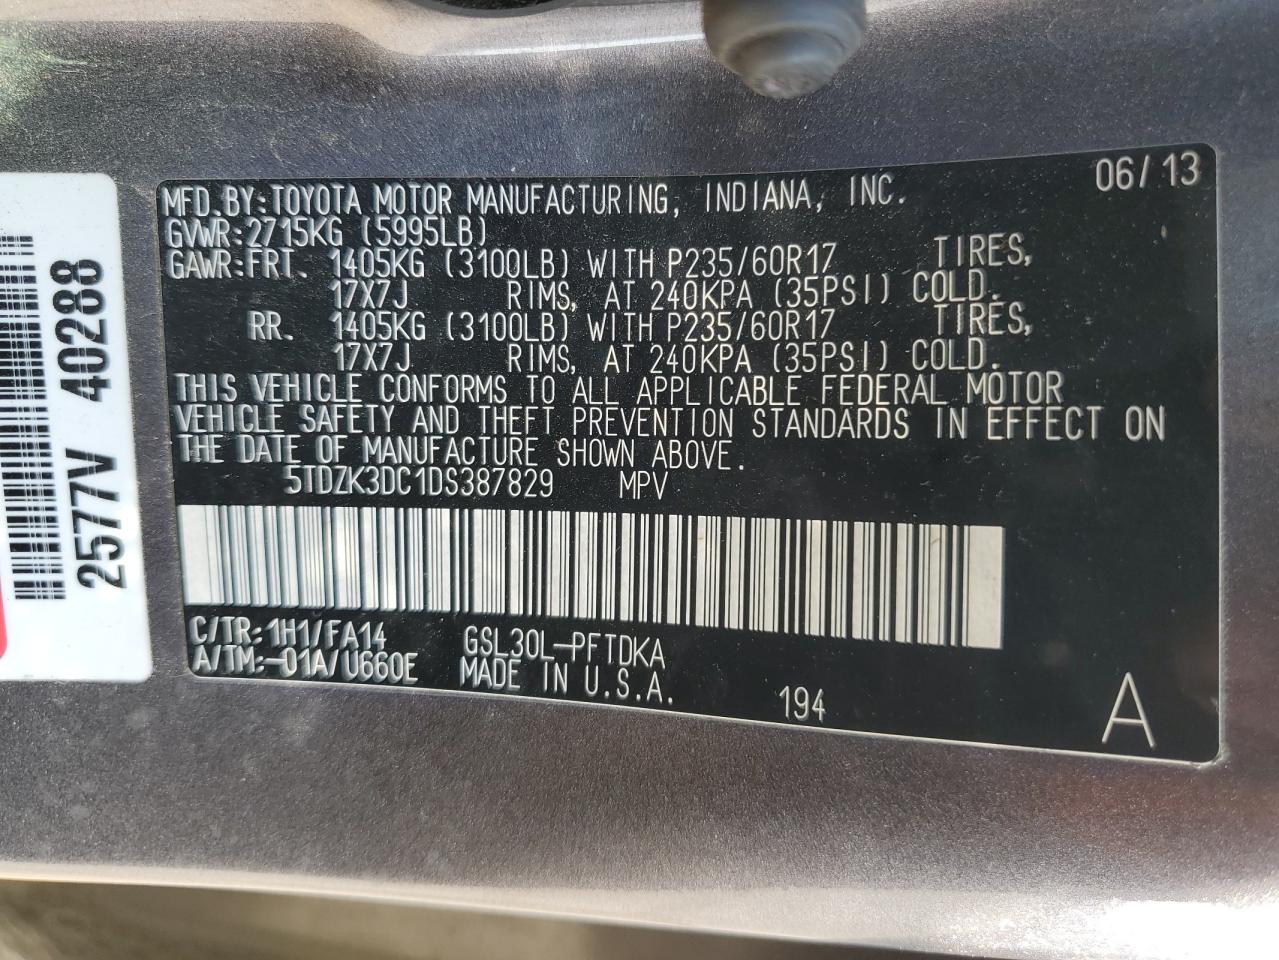 06/13
MFD.BY:TOYOTA MOTOR MANUFACTURING, INDIANA, INC.
GVWR:2715KG (5995LB)
GAWR:FRT. 1405KG (3100LB) WITH P235/60R17 TIRES,
17X7J RIMS, AT 240KPA (35PSI) COLD.
RR. 1405KG (3100LB) WITH P235/60R17 TIRES,
17X7J RIMS, AT 240KPA (35PSI) COLD.
THIS VEHICLE CONFORMS TO ALL APPLICABLE FEDERAL MOTOR
VEHICLE SAFETY AND THEFT PREVENTION STANDARDS IN EFFECT ON
THE DATE OF MANUFACTURE SHOWN ABOVE.
5TDZK3DC1DS387829 MPV
C/TR:1H1/FA14 GSL30L-PFTDKA
A/TM:-01A/U660E MADE IN U.S.A.
194
A
2577V 40288